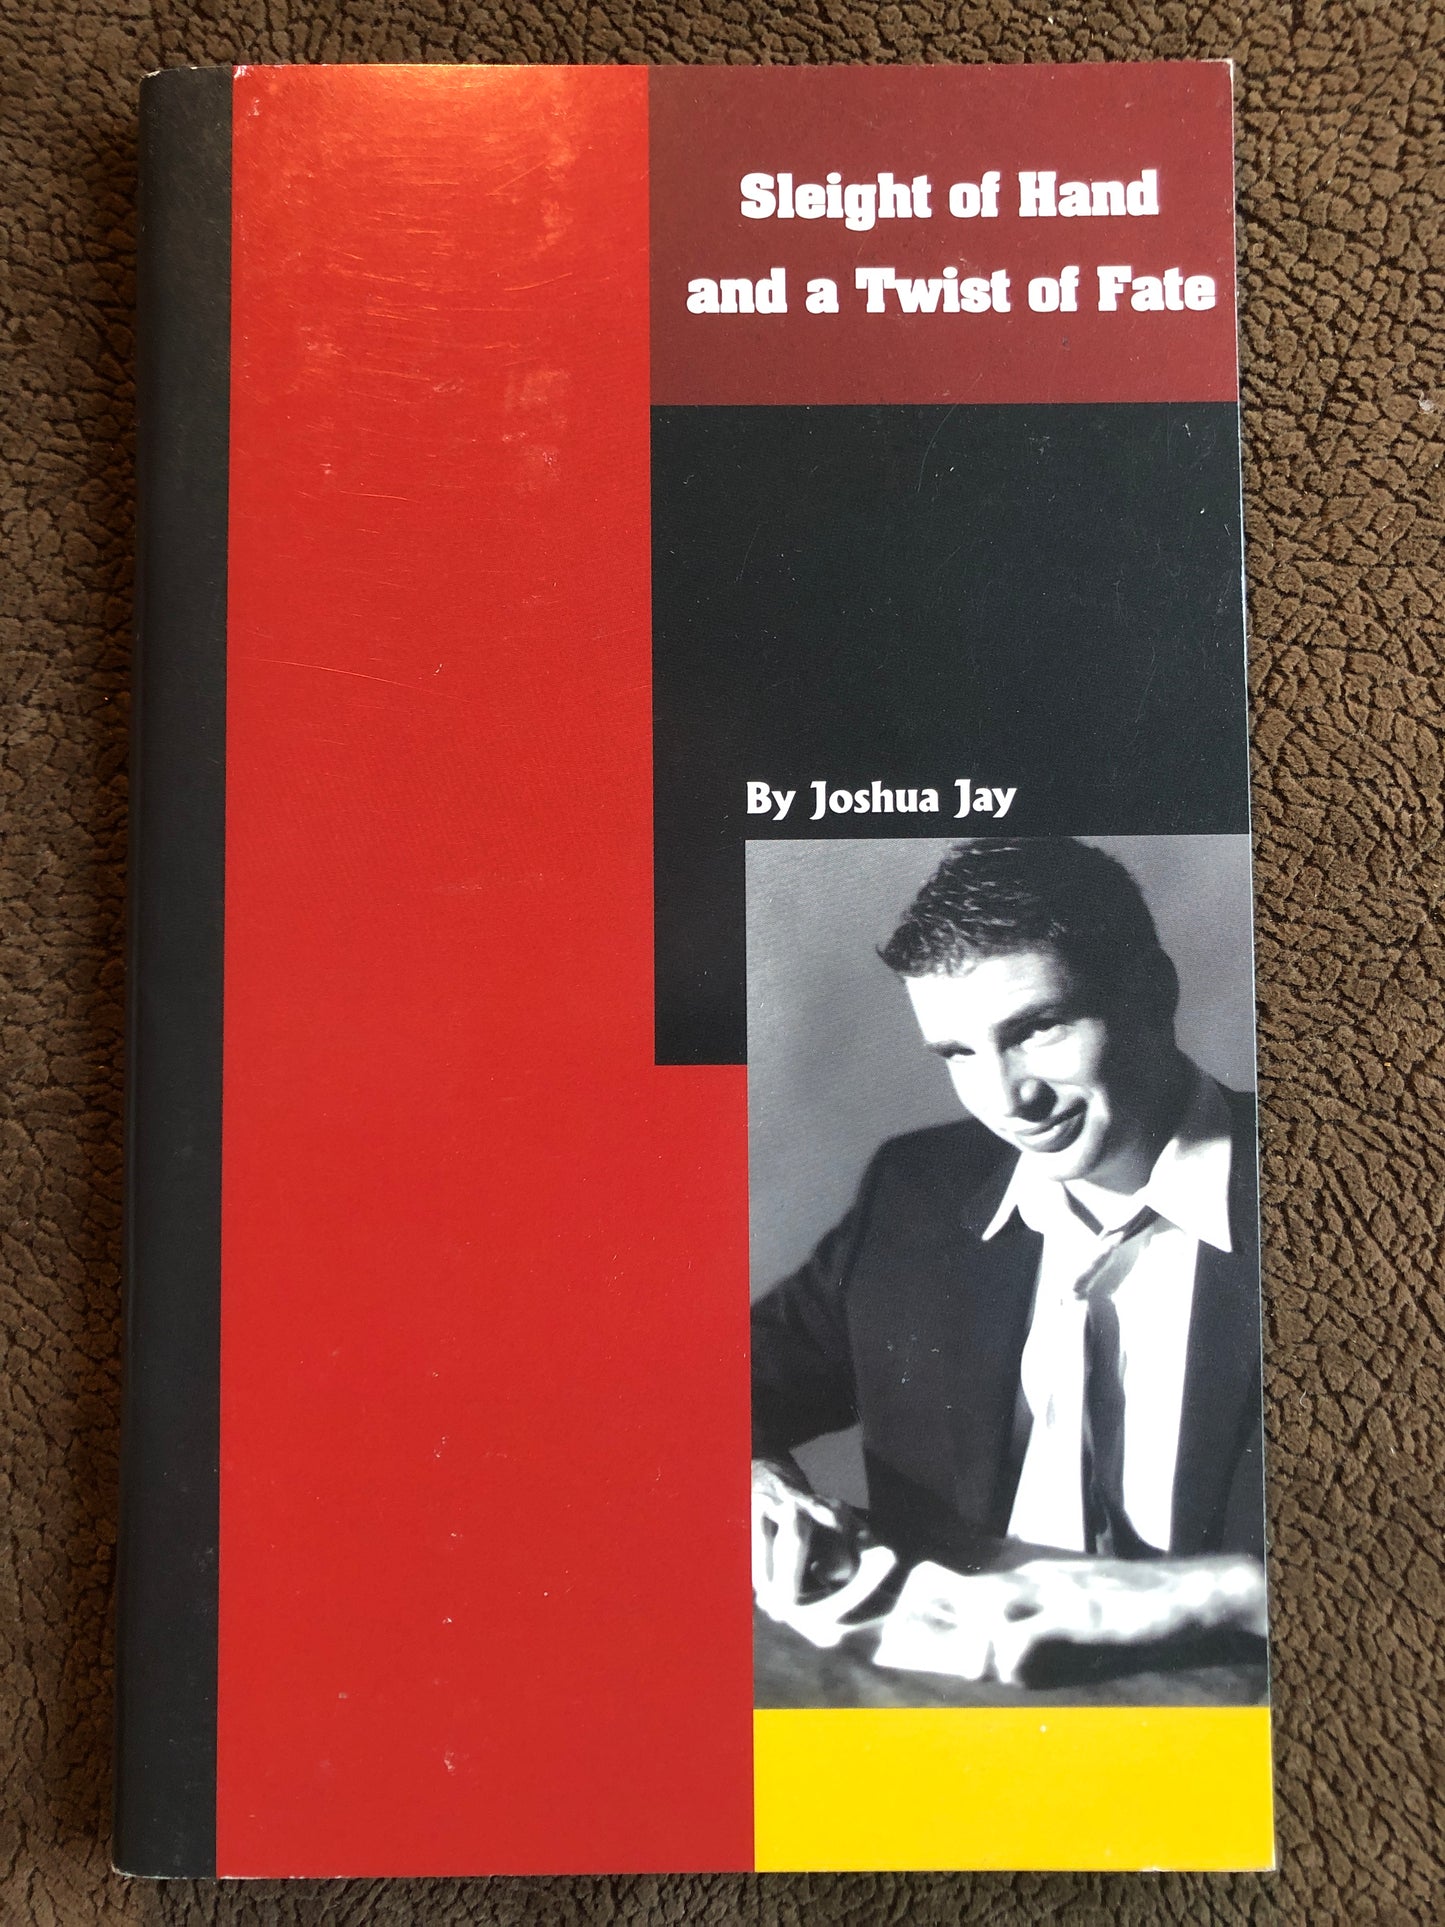 Sleight of Hand
and a Twist of Fate
By Joshua Jay